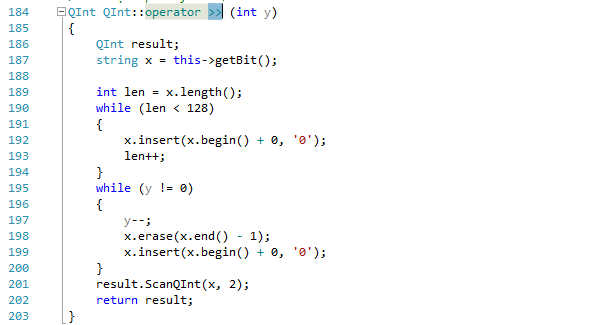 184 QInt QInt::operator >> (int y)
185 {
186 QInt result;
187 string x = this->getBit();
188
189 int len = x.length();
190 while (len < 128)
191 {
192 x.insert(x.begin() + 0, '0');
193 len++;
194 }
195 while (y != 0)
196 {
197 y--;
198 x.erase(x.end() - 1);
199 x.insert(x.begin() + 0, '0');
200 }
201 result.ScanQInt(x, 2);
202 return result;
203 }